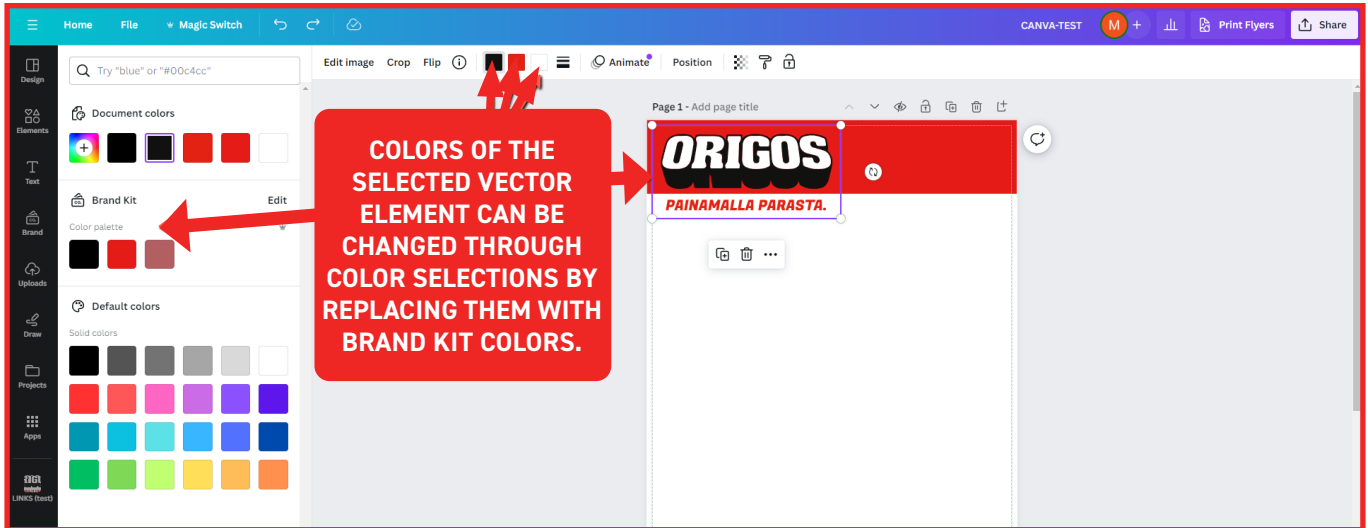 Home File Magic Switch CANVA-TEST M + Print Flyers Share
Design
Elements
Text
Brand
Uploads
Draw
Projects
Apps
LINKS (test)
Try "blue" or "#00c4cc"
Document colors
Brand Kit Edit
Color palette
Default colors
Solid colors
Edit image Crop Flip Animate Position
COLORS OF THE
SELECTED VECTOR
ELEMENT CAN BE
CHANGED THROUGH
COLOR SELECTIONS BY
REPLACING THEM WITH
BRAND KIT COLORS.
Page 1 - Add page title
ORIGOS
PAINAMALLA PARASTA.